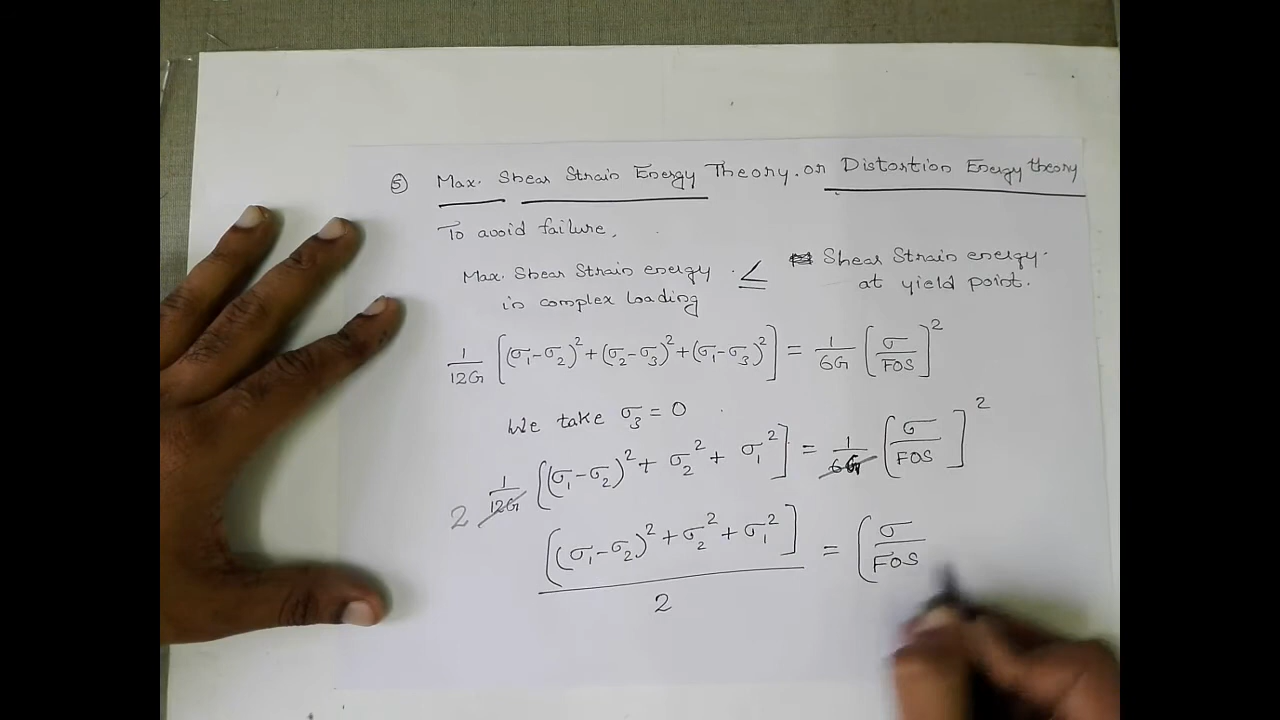 ⑤ Max. Shear Strain Energy Theory. or Distortion Energy theory
To avoid failure,
Max. Shear Strain energy in complex loading ≤ Shear Strain energy at yield point.
1/12G [(σ₁-σ₂)²+(σ₂-σ₃)²+(σ₁-σ₃)²] = 1/6G [σ/FOS]²
We take σ₃ = 0
2 1/12G [(σ₁-σ₂)²+ σ₂² + σ₁²] = 1/6G [σ/FOS]²
[(σ₁-σ₂)²+σ₂²+σ₁²]/2 = [σ/FOS